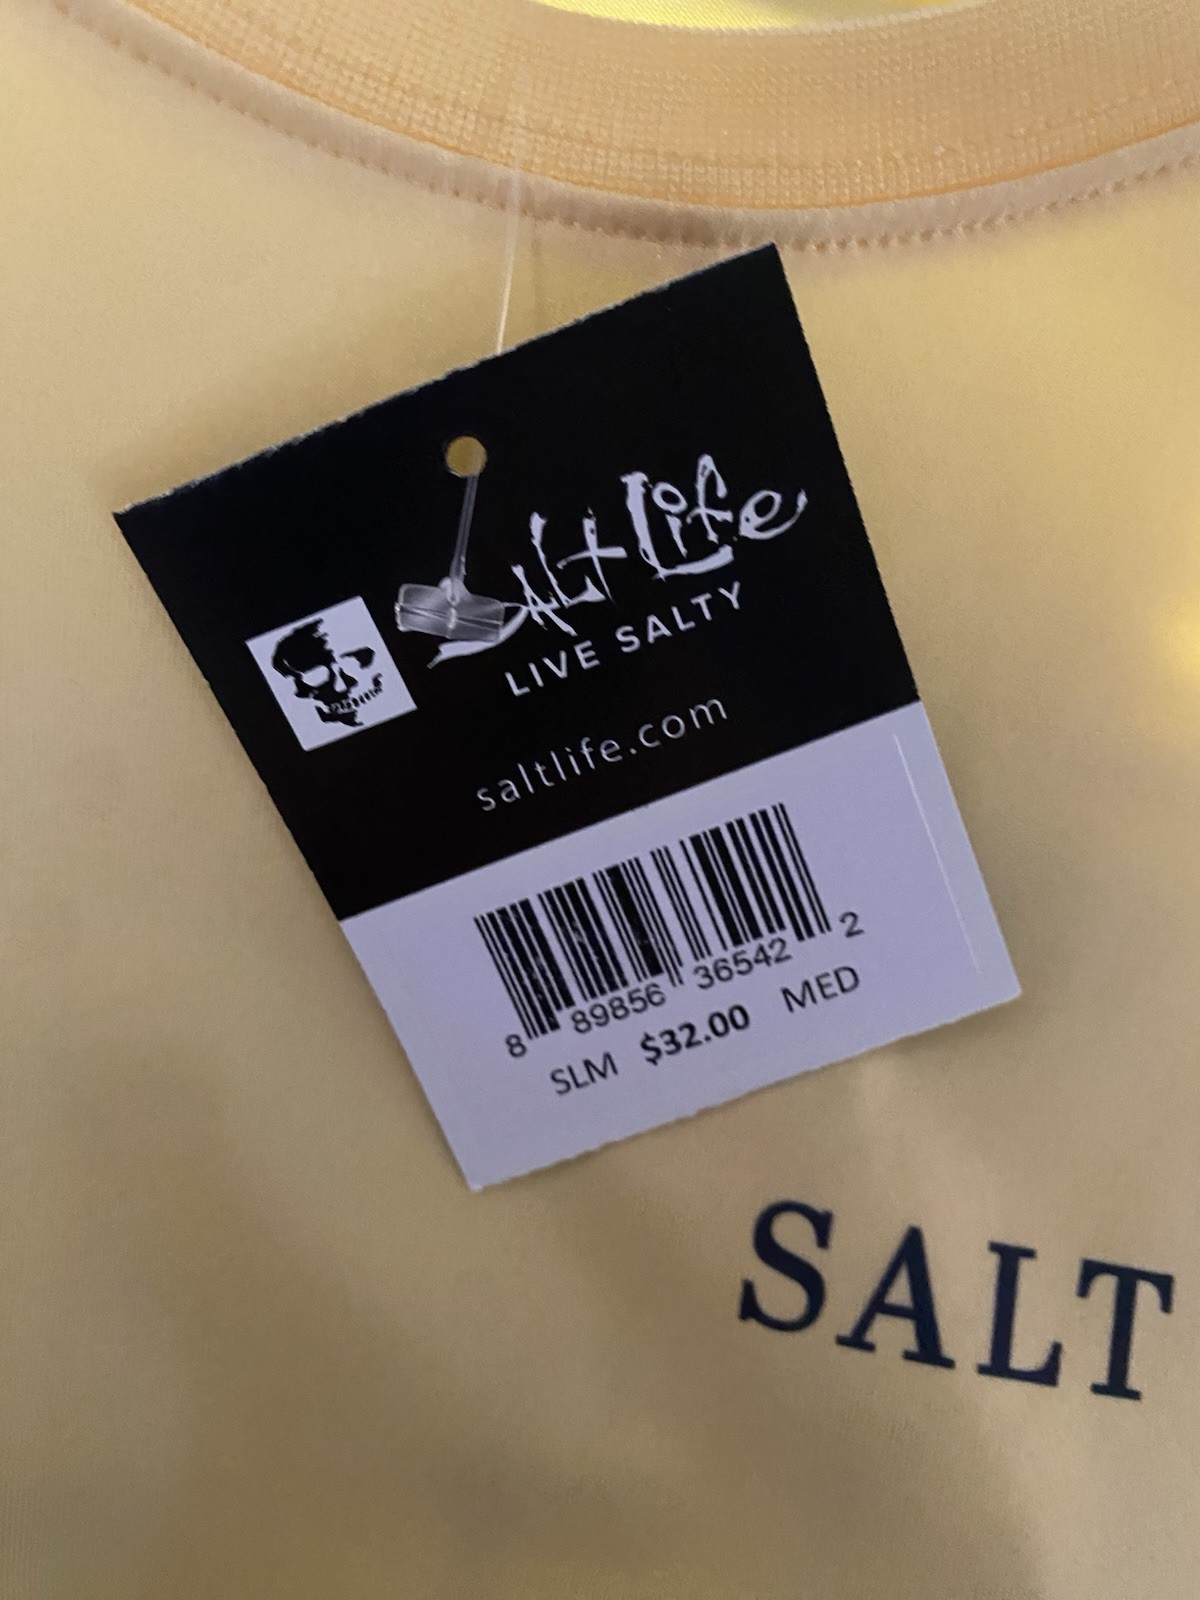 Salt Life
LIVE SALTY
saltlife.com
8 89856 36542 2
SLM $32.00 MED
SALT